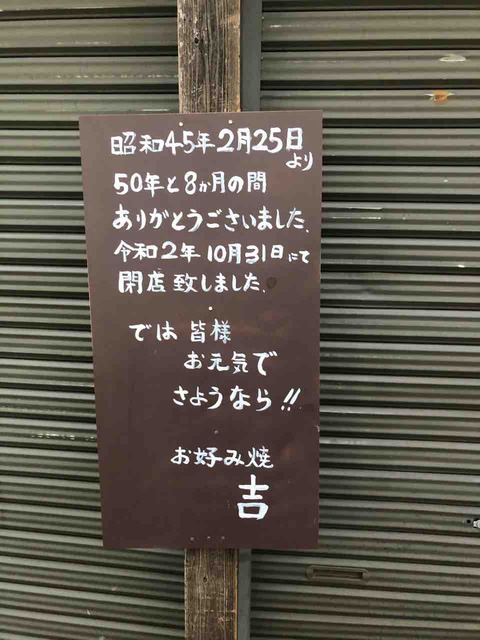 昭和45年2月25日
より
50年と8か月の間
ありがとうございました、
令和2年10月31日にて
閉店致しました、
では皆様
お元気で
さようなら!!
お好み焼
吉